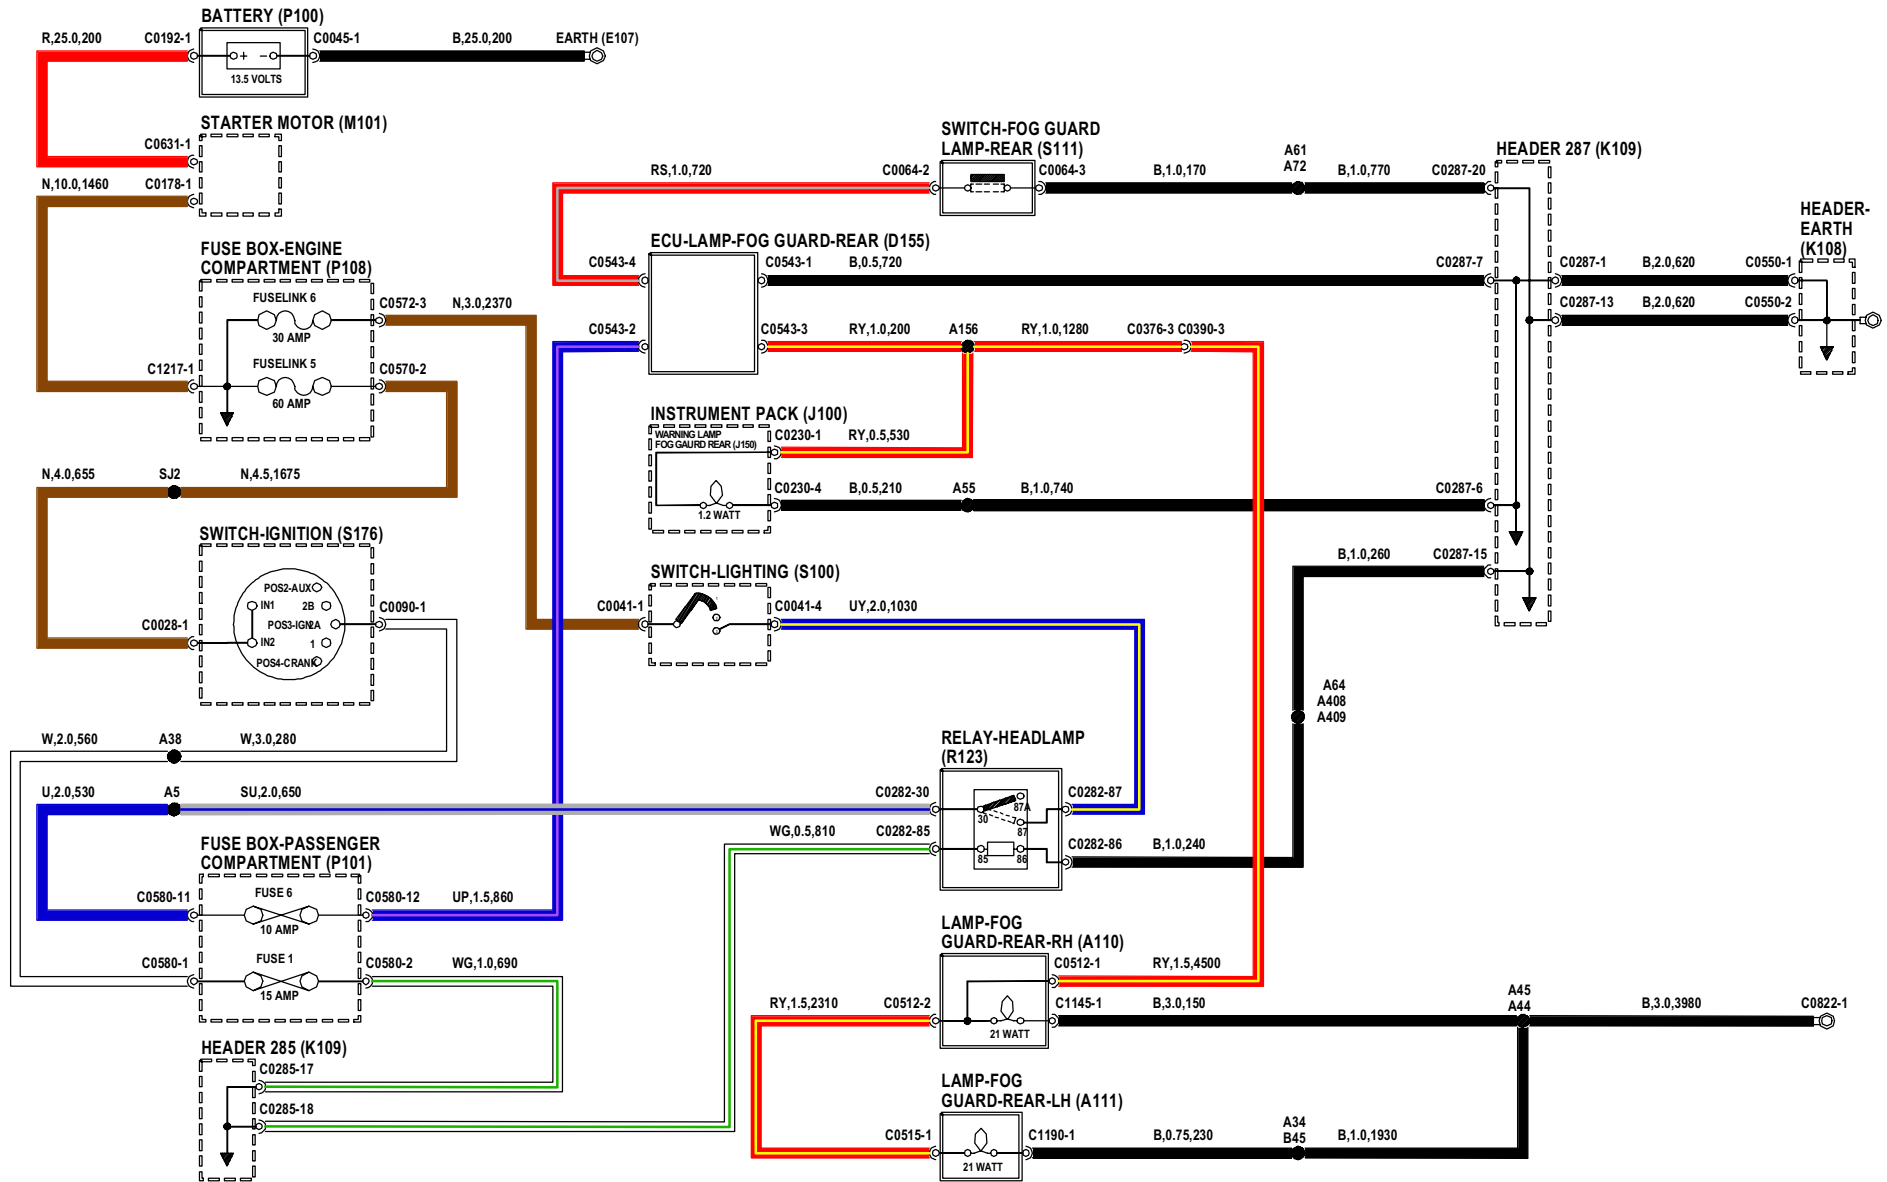 BATTERY (P100)
R,25.0,200
C0192-1
C0045-1
B,25.0,200
EARTH (E107)
+ −
13.5 VOLTS
STARTER MOTOR (M101)
C0631-1
N,10.0,1460
C0178-1
FUSE BOX-ENGINE
COMPARTMENT (P108)
FUSELINK 6
30 AMP
C0572-3
N,3.0,2370
FUSELINK 5
60 AMP
C1217-1
C0570-2
N,4.0,655
SJ2
N,4.5,1675
SWITCH-IGNITION (S176)
POS2-AUX
IN1
2B
POS3-IGN
2A
IN2
1
POS4-CRANK
C0028-1
C0090-1
W,2.0,560
A38
W,3.0,280
U,2.0,530
A5
SU,2.0,650
FUSE BOX-PASSENGER
COMPARTMENT (P101)
C0580-11
FUSE 6
10 AMP
C0580-12
UP,1.5,860
C0580-1
FUSE 1
15 AMP
C0580-2
WG,1.0,690
HEADER 285 (K109)
C0285-17
C0285-18
SWITCH-FOG GUARD
LAMP-REAR (S111)
RS,1.0,720
C0064-2
C0064-3
B,1.0,170
A61
A72
B,1.0,770
C0287-20
ECU-LAMP-FOG GUARD-REAR (D155)
C0543-4
C0543-1
B,0.5,720
C0287-7
C0543-2
C0543-3
RY,1.0,200
A156
RY,1.0,1280
C0376-3 C0390-3
INSTRUMENT PACK (J100)
WARNING LAMP
FOG GAURD REAR (J150)
C0230-1
RY,0.5,530
1.2 WATT
C0230-4
B,0.5,210
A55
B,1.0,740
C0287-6
SWITCH-LIGHTING (S100)
C0041-1
C0041-4
UY,2.0,1030
B,1.0,260
C0287-15
A64
A408
A409
RELAY-HEADLAMP
(R123)
C0282-30
C0282-87
87A
30
87
WG,0.5,810
C0282-85
85
86
C0282-86
B,1.0,240
LAMP-FOG
GUARD-REAR-RH (A110)
C0512-1
RY,1.5,4500
RY,1.5,2310
C0512-2
21 WATT
C1145-1
B,3.0,150
A45
A44
B,3.0,3980
C0822-1
LAMP-FOG
GUARD-REAR-LH (A111)
C0515-1
21 WATT
C1190-1
B,0.75,230
A34
B45
B,1.0,1930
HEADER 287 (K109)
C0287-1
B,2.0,620
C0550-1
C0287-13
B,2.0,620
C0550-2
HEADER-
EARTH
(K108)